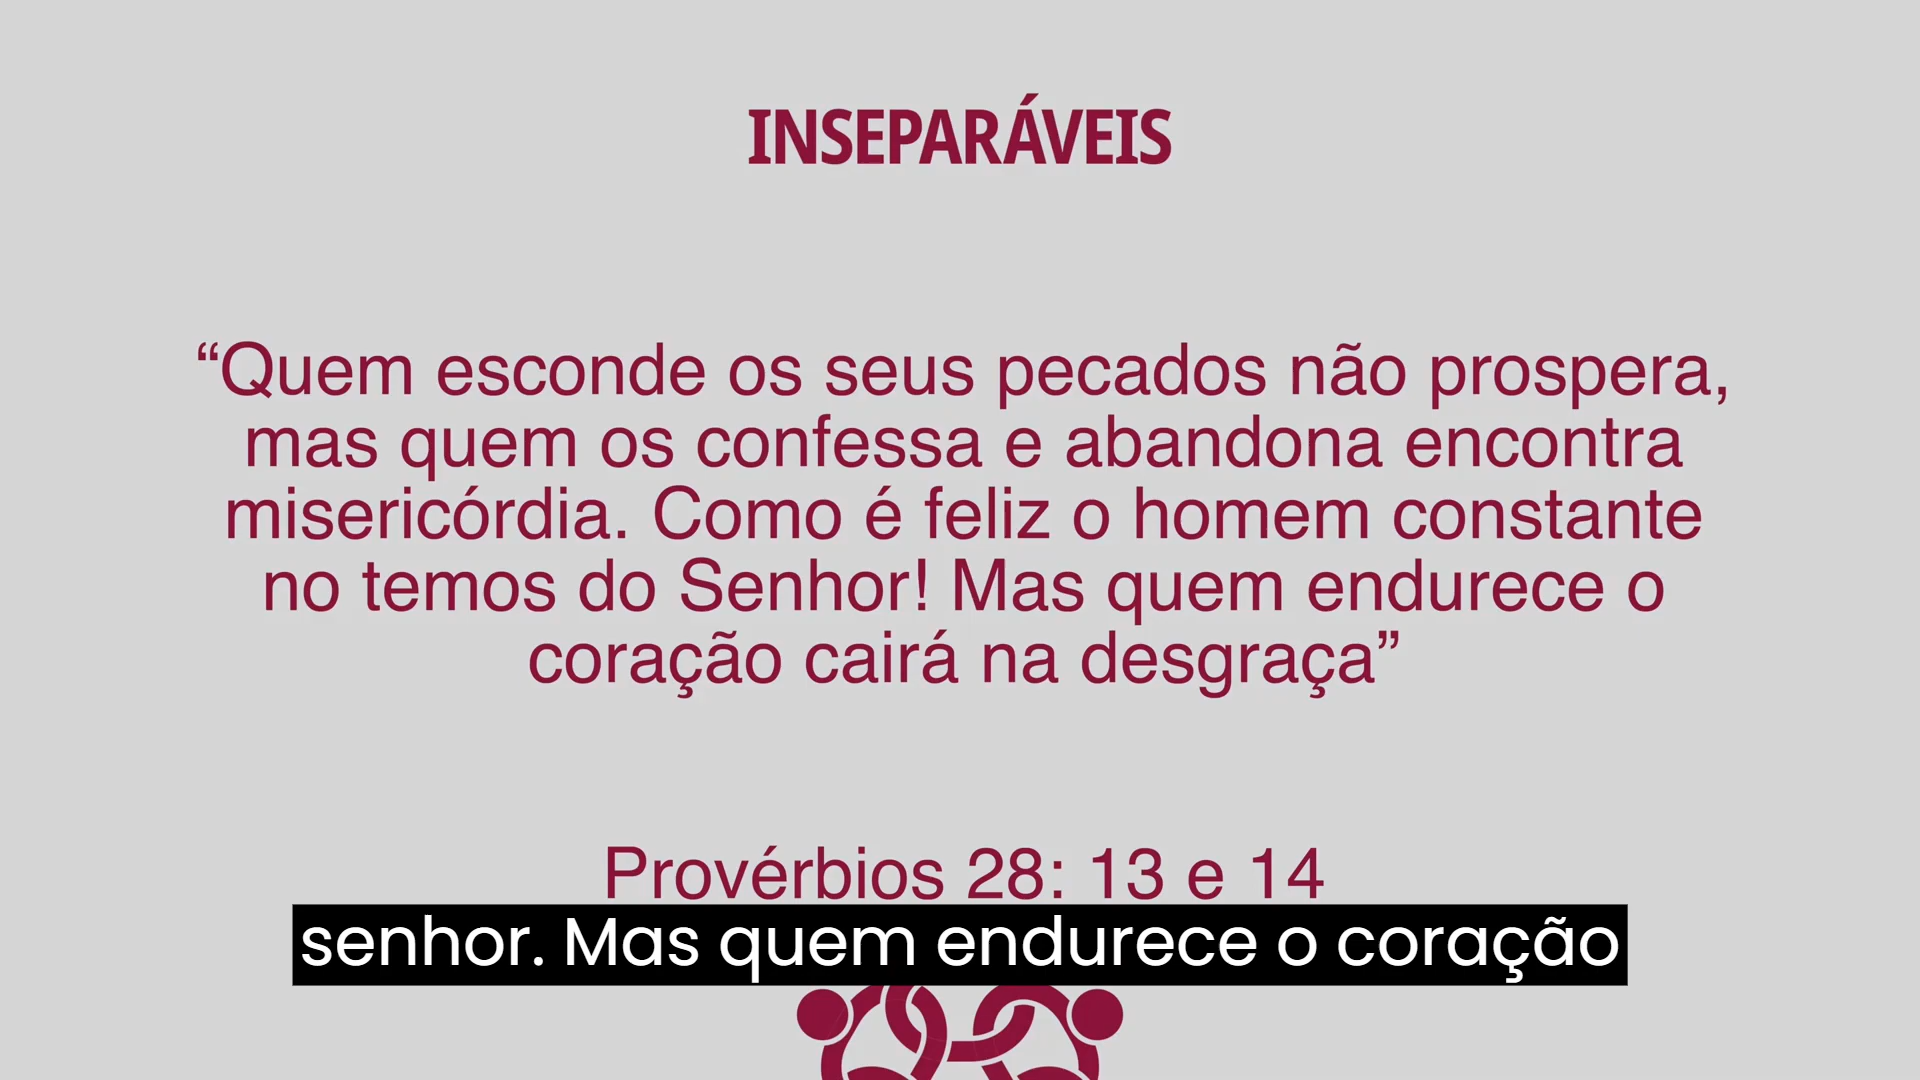 INSEPARÁVEIS
“Quem esconde os seus pecados não prospera,
mas quem os confessa e abandona encontra
misericórdia. Como é feliz o homem constante
no temos do Senhor! Mas quem endurece o
coração cairá na desgraça”
Provérbios 28: 13 e 14
senhor. Mas quem endurece o coração